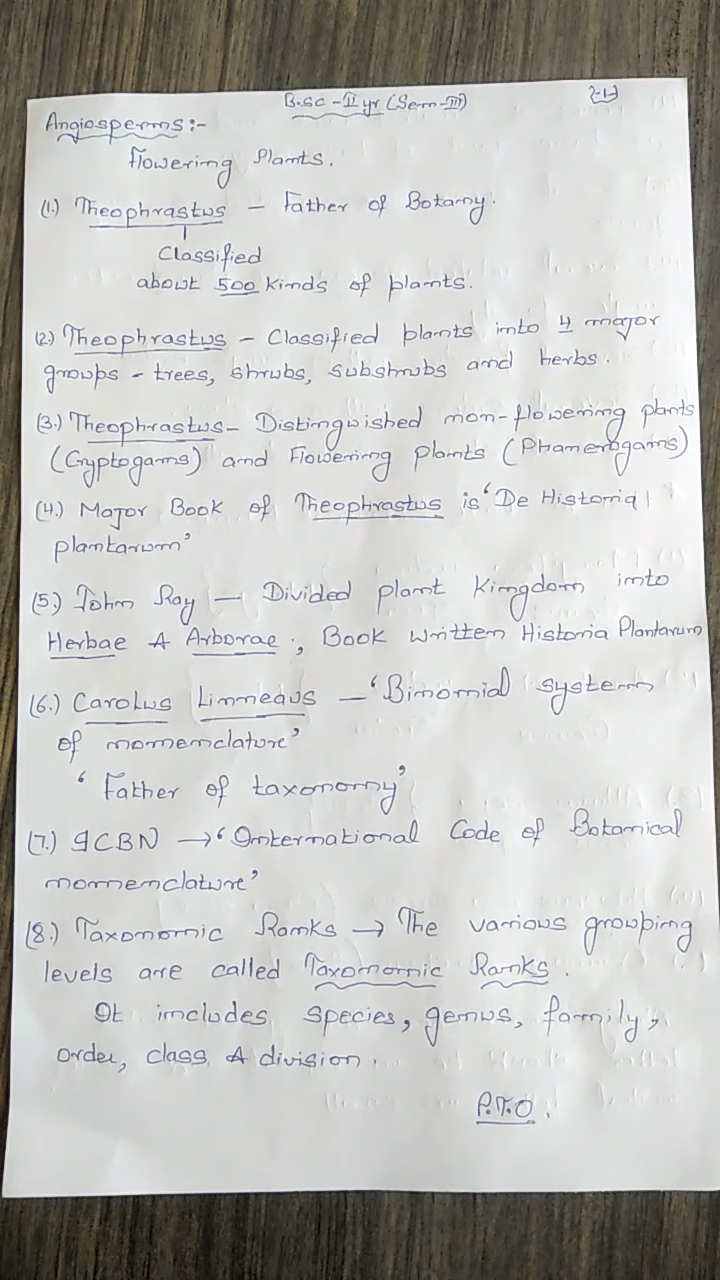 B.sc - II yr (Sem-III)
Angiosperms:-
Flowering Plants.
(1.) Theophrastus - Father of Botany.
Classified
about 500 kinds of plants.
(2.) Theophrastus - Classified plants into 4 major
groups - trees, shrubs, subshrubs and herbs.
(3.) Theophrastus - Distingwished non-flowering plants
(Cryptogams) and Flowering plants (Phanerogams)
(4.) Major Book of Theophrastus is 'De Historia
plantarum'
(5.) John Ray - Divided plant kingdom into
Herbae & Arborae., Book written Historia Plantarum
(6.) Carolus Linneaus - 'Binomial system
of nomenclature'
'Father of taxonomy'
(7.) ICBN → 'International Code of Botanical
nomenclature'
(8.) Taxonomic Ranks → The various grouping
levels are called Taxonomic Ranks.
It includes species, genus, family,
order, class & division.
P.T.O.